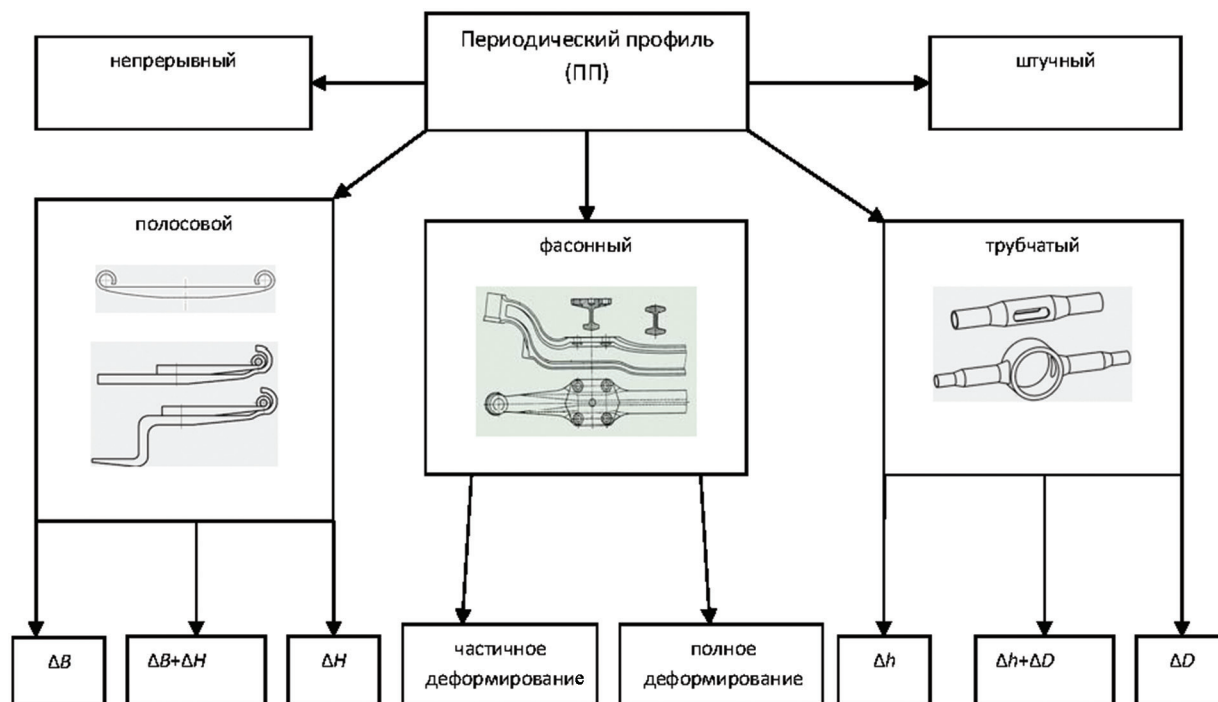 Периодический профиль
(ПП)
непрерывный
штучный
полосовой
фасонный
трубчатый
ΔB
ΔB+ΔH
ΔH
частичное
деформирование
полное
деформирование
Δh
Δh+ΔD
ΔD